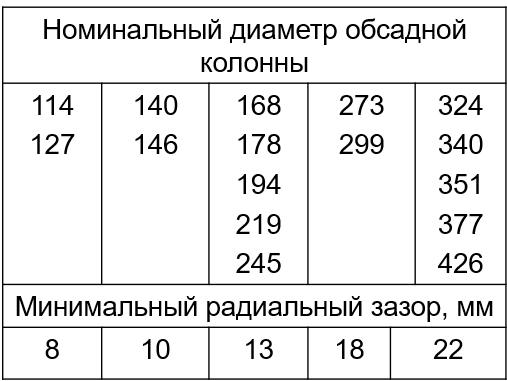 Номинальный диаметр обсадной
колонны
114 140 168 273 324
127 146 178 299 340
194 351
219 377
245 426
Минимальный радиальный зазор, мм
8 10 13 18 22